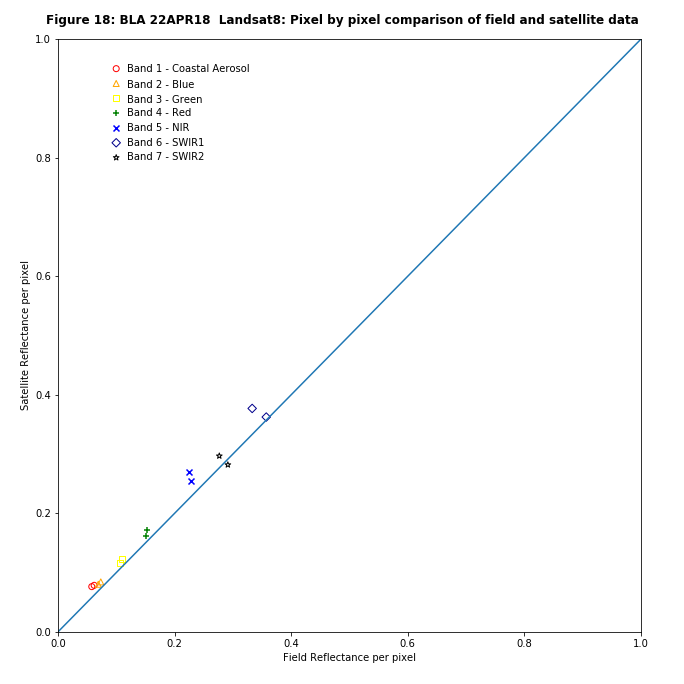 Figure 18: BLA 22APR18  Landsat8: Pixel by pixel comparison of field and satellite data
1.0
Band 1 - Coastal Aerosol
Band 2 - Blue
Band 3 - Green
Band 4 - Red
Band 5 - NIR
Band 6 - SWIR1
Band 7 - SWIR2
0.8
0.6
0.4
0.2
0.0
Satellite Reflectance per pixel
0.0 0.2 0.4 0.6 0.8 1.0
Field Reflectance per pixel